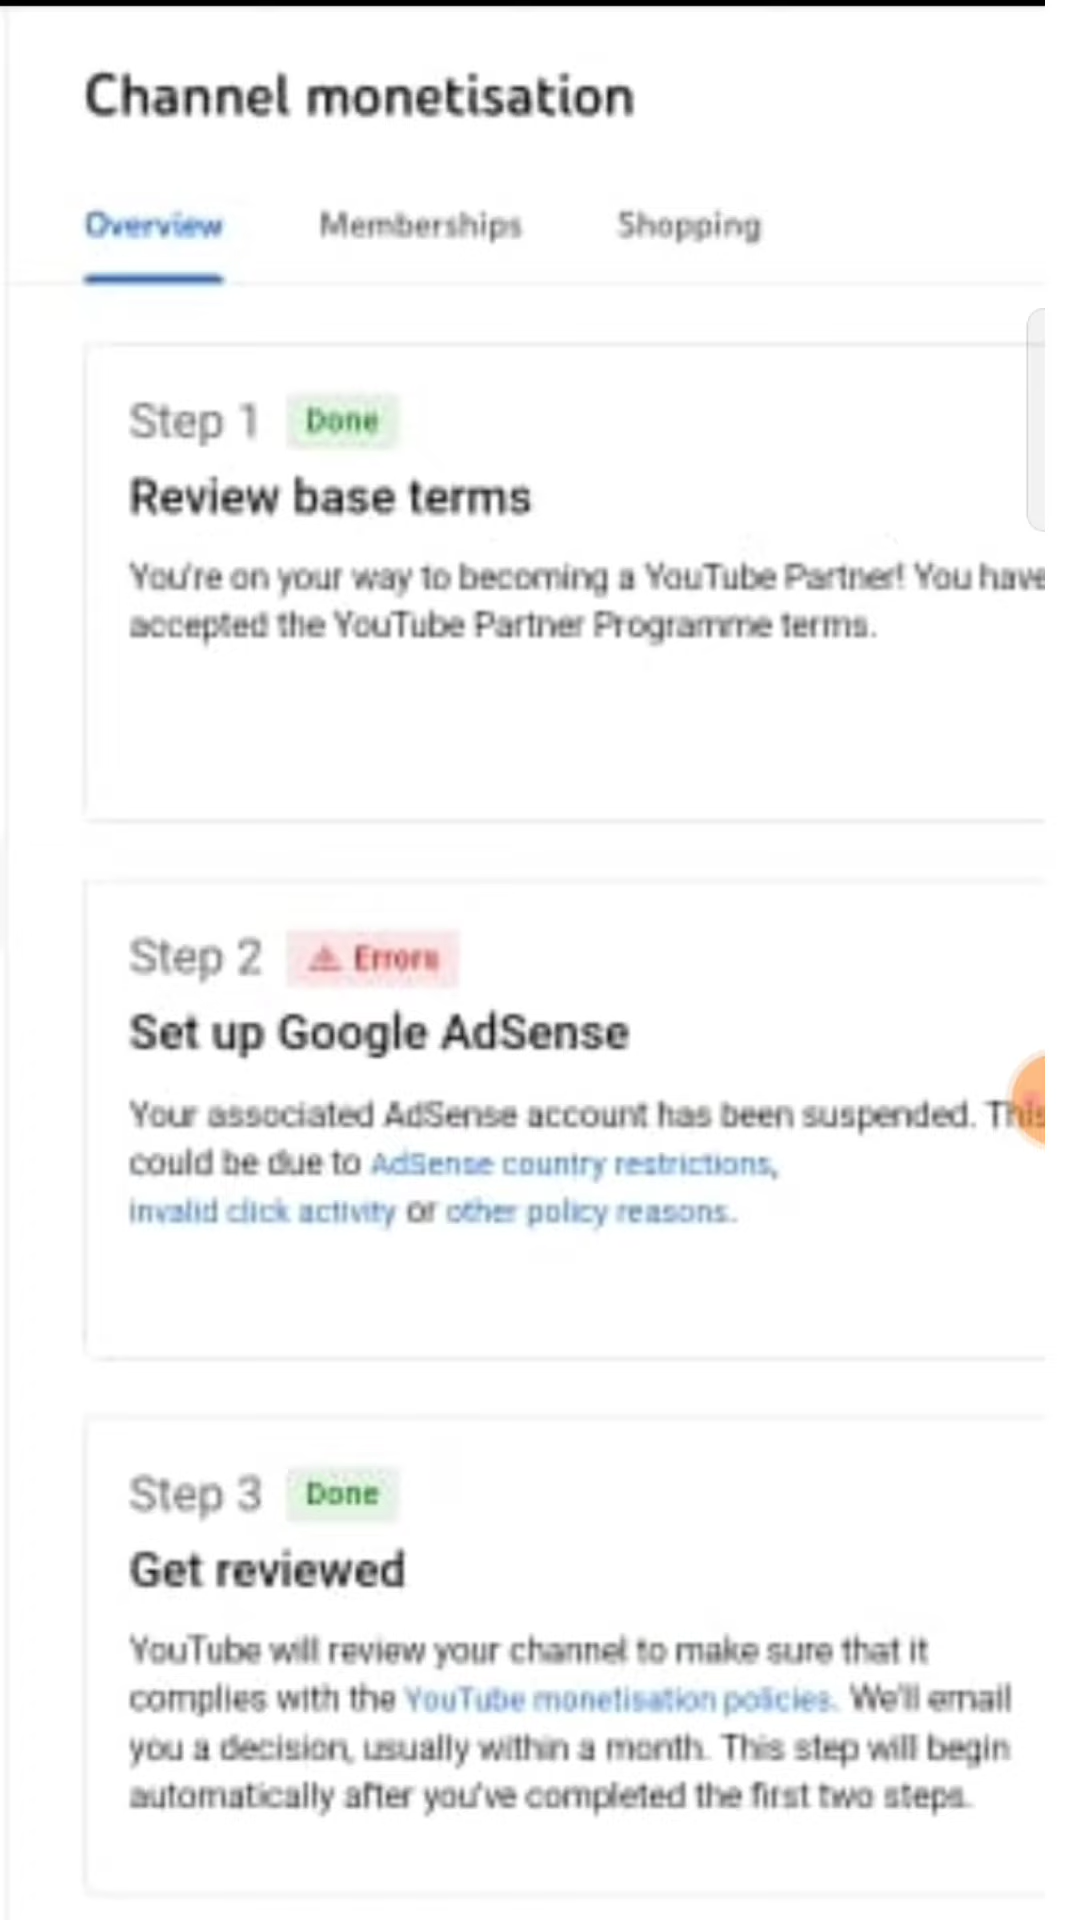 Channel monetisation
Overview Memberships Shopping
Step 1 Done
Review base terms
You're on your way to becoming a YouTube Partner! You have
accepted the YouTube Partner Programme terms.
Step 2 Errors
Set up Google AdSense
Your associated AdSense account has been suspended. This
could be due to AdSense country restrictions,
invalid click activity or other policy reasons.
Step 3 Done
Get reviewed
YouTube will review your channel to make sure that it
complies with the YouTube monetisation policies. We'll email
you a decision, usually within a month. This step will begin
automatically after you've completed the first two steps.